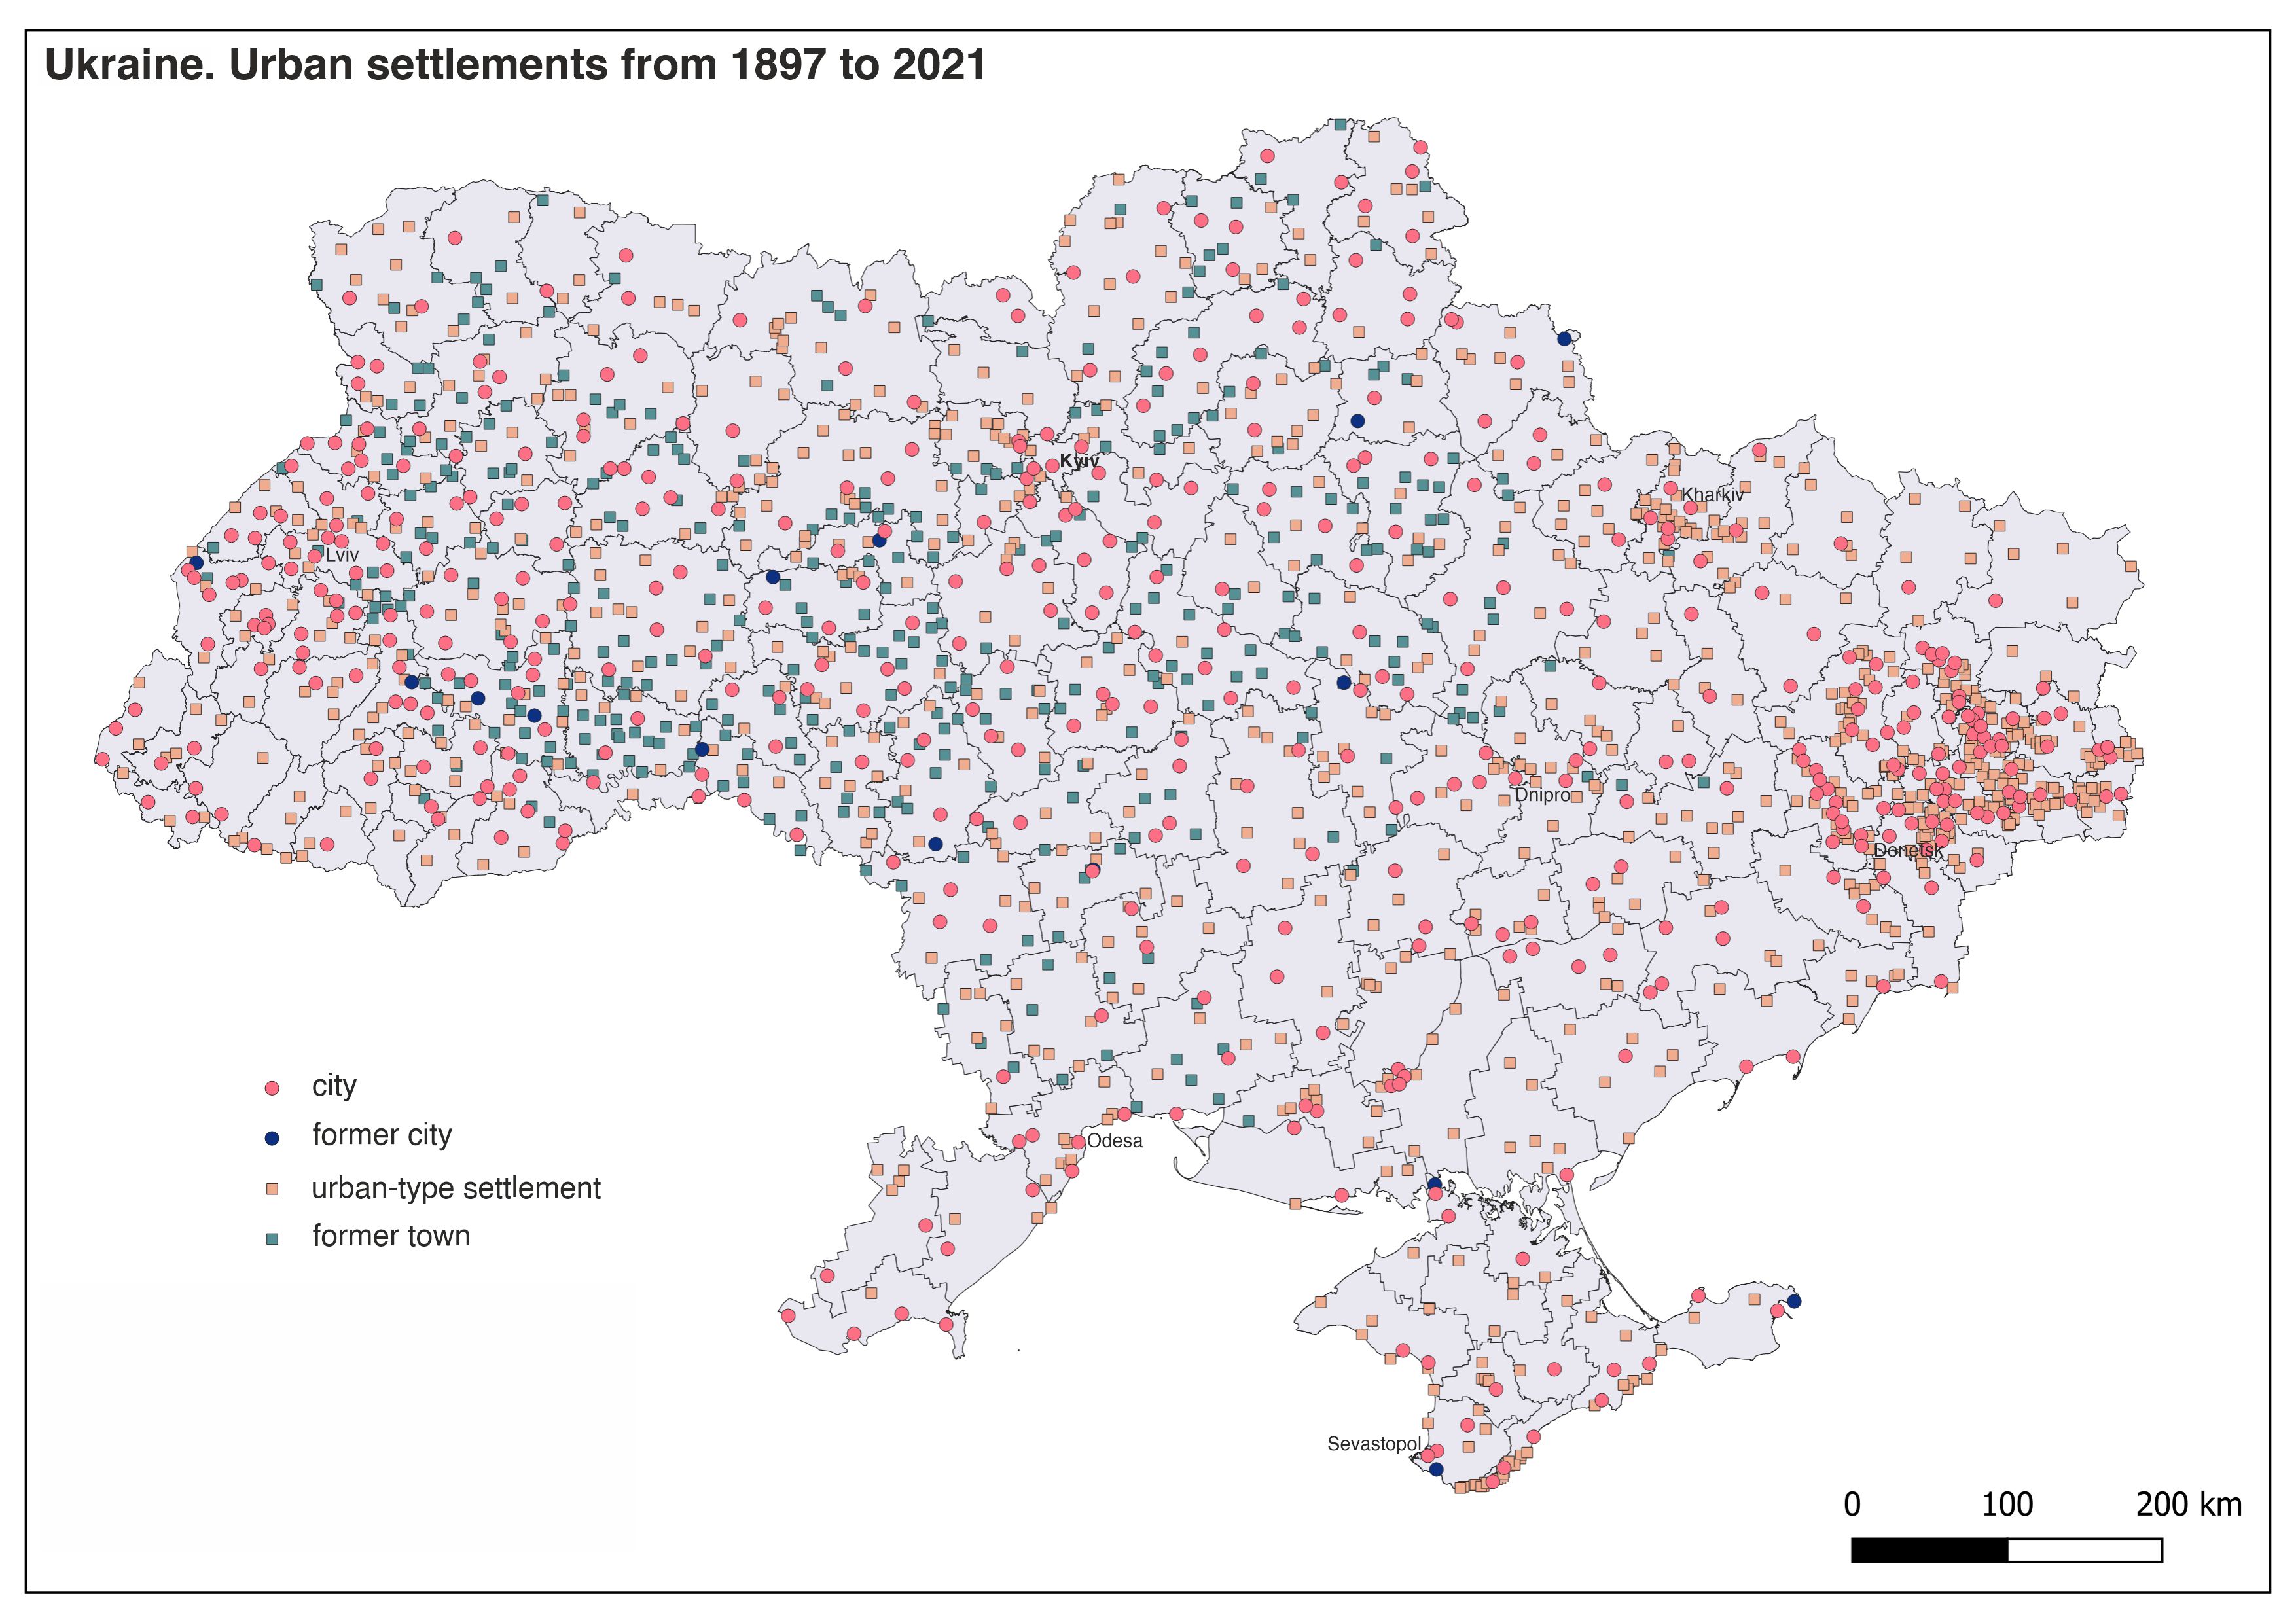 Ukraine. Urban settlements from 1897 to 2021
Kyiv
Kharkiv
Lviv
Dnipro
Donetsk
city
former city
Odesa
urban-type settlement
former town
Sevastopol
0 100 200 km